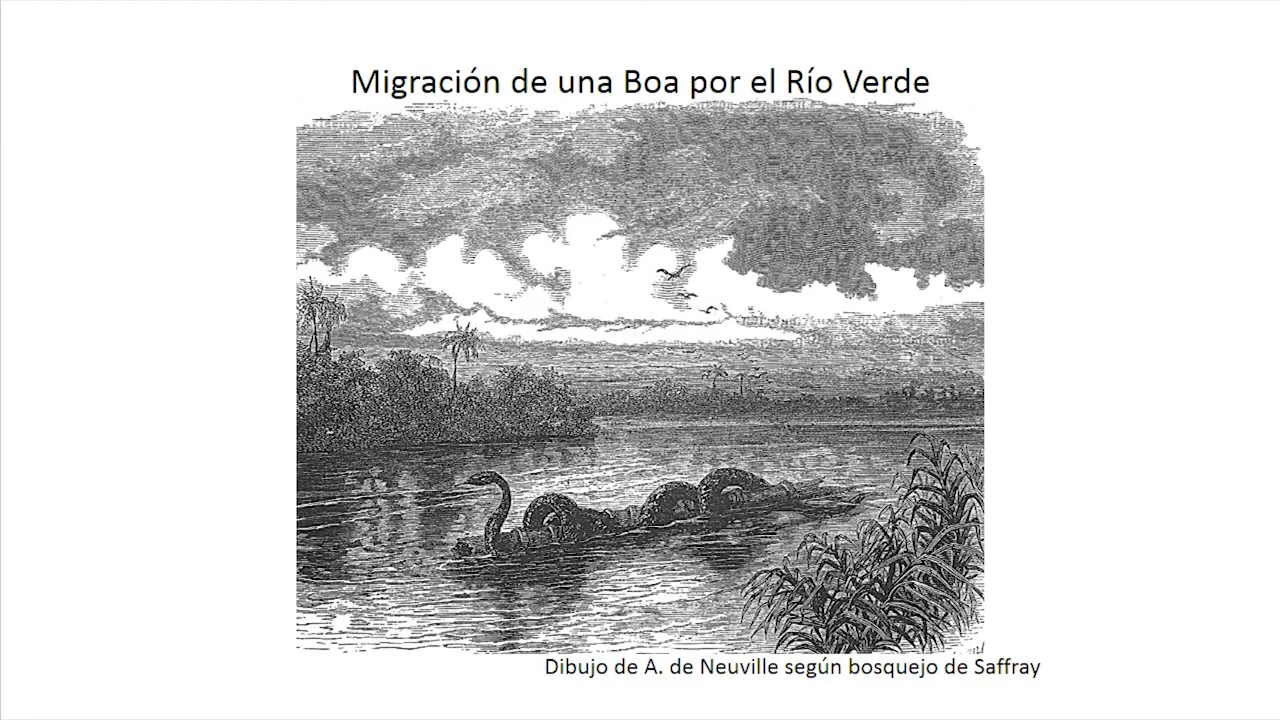 Migración de una Boa por el Río Verde
Dibujo de A. de Neuville según bosquejo de Saffray